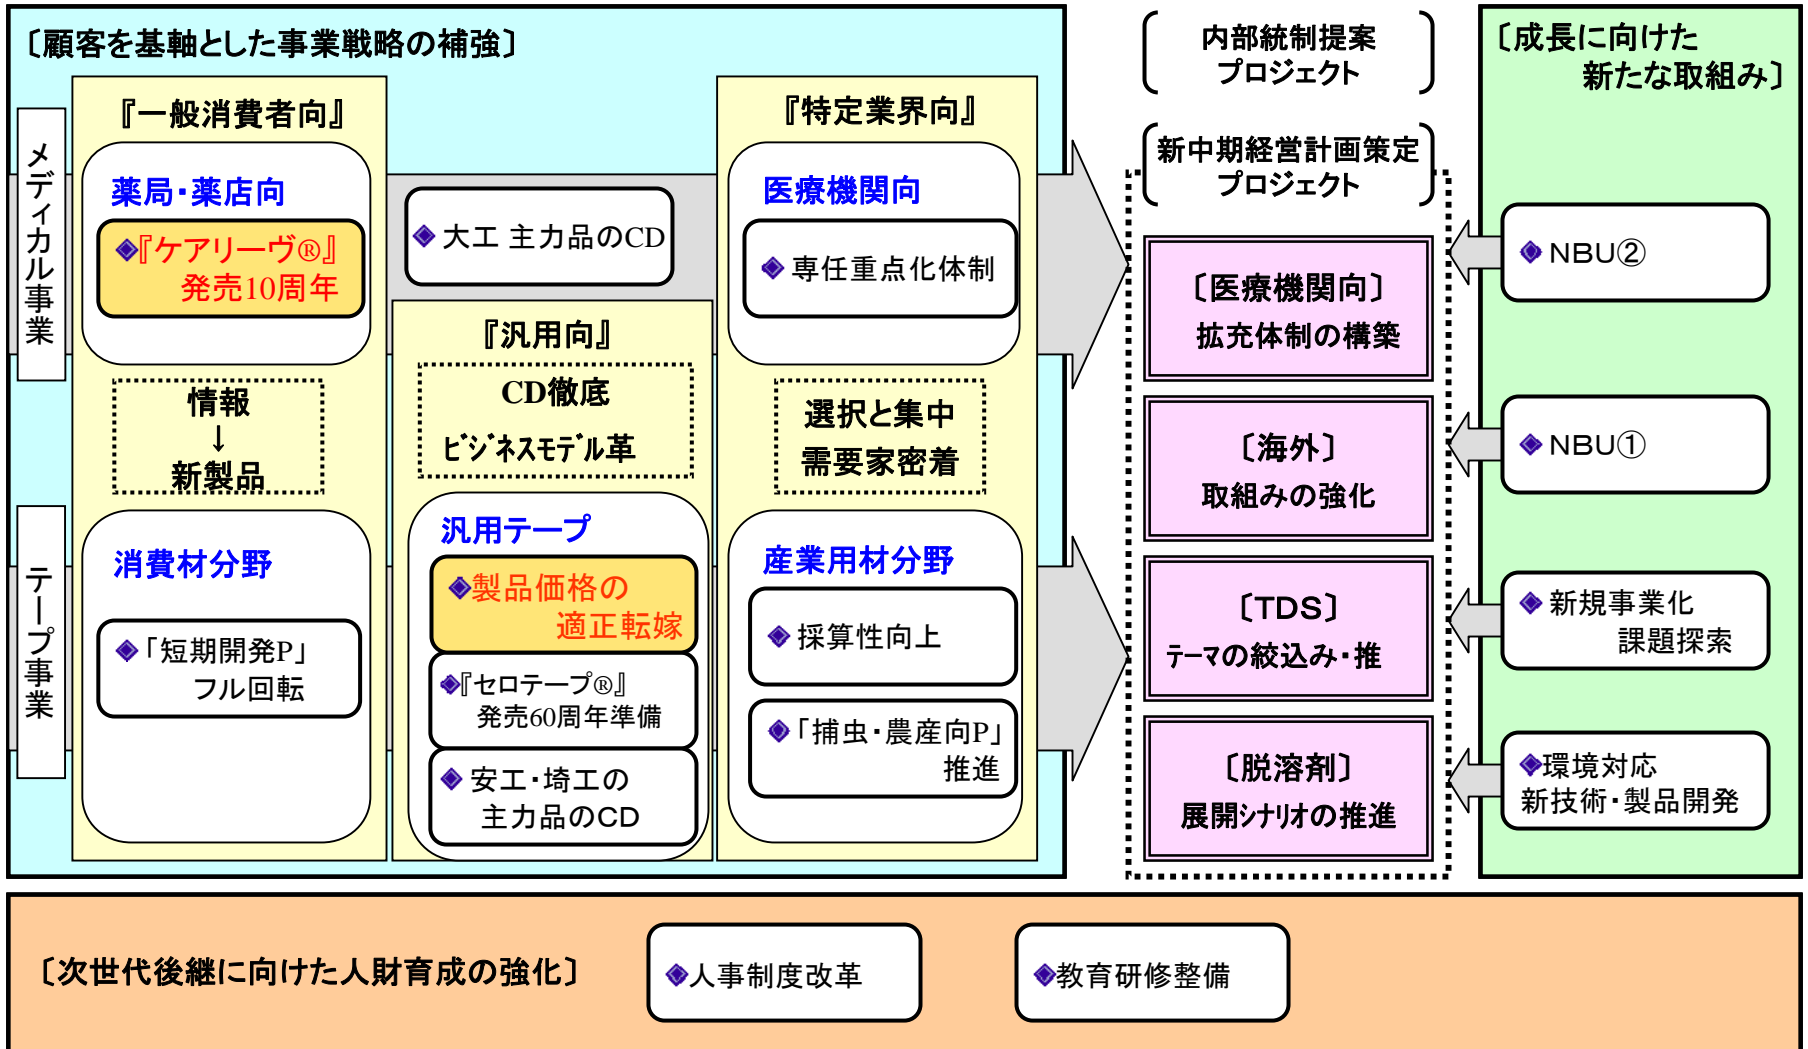 〔顧客を基軸とした事業戦略の補強〕
メディカル事業
テープ事業
『一般消費者向』
薬局・薬店向
◆『ケアリーヴ®』
発売10周年
情報
↓
新製品
消費材分野
◆「短期開発P」
フル回転
◆大工 主力品のCD
『汎用向』
CD徹底
ビジネスモデル革
汎用テープ
◆製品価格の
適正転嫁
◆『セロテープ®』
発売60周年準備
◆安工・埼工の
主力品のCD
『特定業界向』
医療機関向
◆専任重点化体制
選択と集中
需要家密着
産業用材分野
◆採算性向上
◆「捕虫・農産向P」
推進
内部統制提案
プロジェクト
新中期経営計画策定
プロジェクト
〔医療機関向〕
拡充体制の構築
〔海外〕
取組みの強化
〔TDS〕
テーマの絞込み・推
〔脱溶剤〕
展開シナリオの推進
〔成長に向けた
新たな取組み〕
◆NBU②
◆NBU①
◆新規事業化
課題探索
◆環境対応
新技術・製品開発
〔次世代後継に向けた人財育成の強化〕
◆人事制度改革
◆教育研修整備